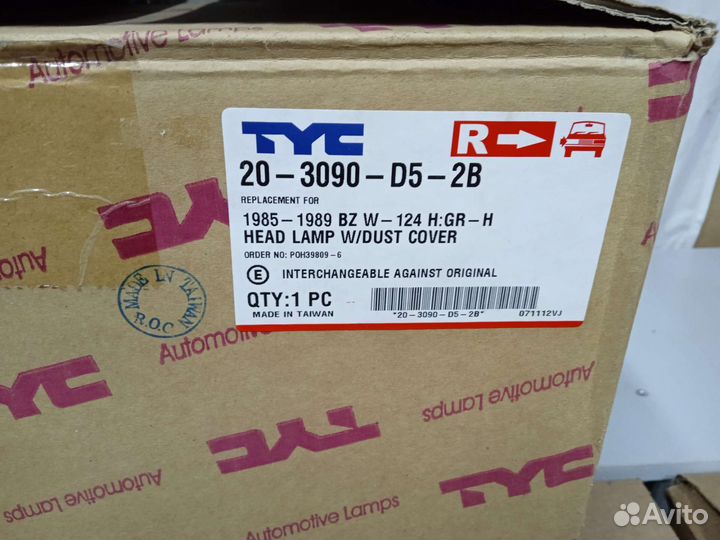 Automotive Lamps
TYC
R
20-3090-D5-2B
REPLACEMENT FOR
1985-1989 BZ W-124 H:GR-H
HEAD LAMP W/DUST COVER
ORDER NO: POH39809-6
E INTERCHANGEABLE AGAINST ORIGINAL
QTY:1 PC
MADE IN TAIWAN
"20-3090-D5-2B"
071112VJ
MADE IN TAIWAN
R.O.C
Automotive
Automotive Lamps
TYC
TYC
TYC
Automotive Lamps
Automotive Lamps
Automotive Lamps
Avito